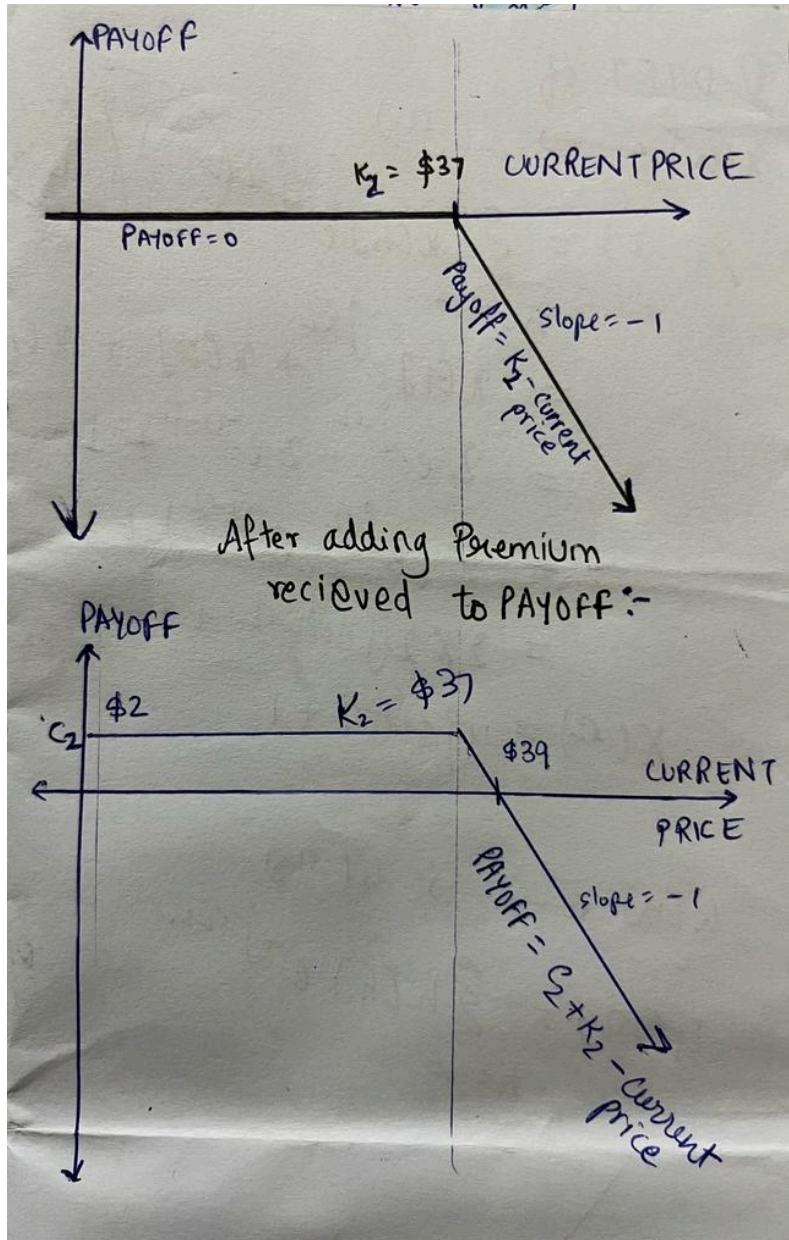 PAYOFF
K2 = $37
CURRENT PRICE
PAYOFF=0
Payoff = K2 - current
price
slope = -1
After adding Premium
recieved to PAYOFF :-
PAYOFF
$2
K2 = $37
C2
$39
CURRENT
PRICE
slope = -1
PAYOFF = C2 + K2 - current
price